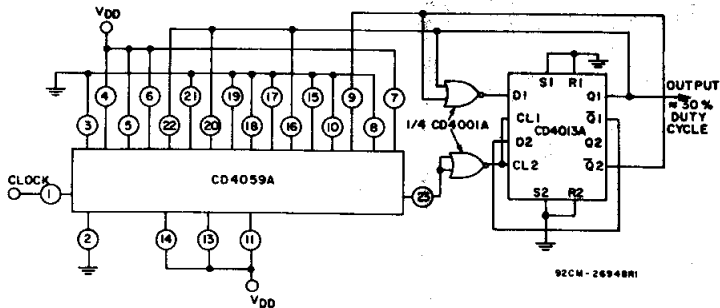 VDD
4 5 6 22 21 20 19 18 17 16 15 10 9 8 7
3
S1 R1
D1 Q1
OUTPUT
≈ 30 %
DUTY
CYCLE
1/4 CD4001A
CL1 Q̅1
CD4013A
D2 Q2
CL2 Q̅2
CLOCK
1
CD4059A
23
S2 R2
2 14 13 11
VDD
92CM-26948R1